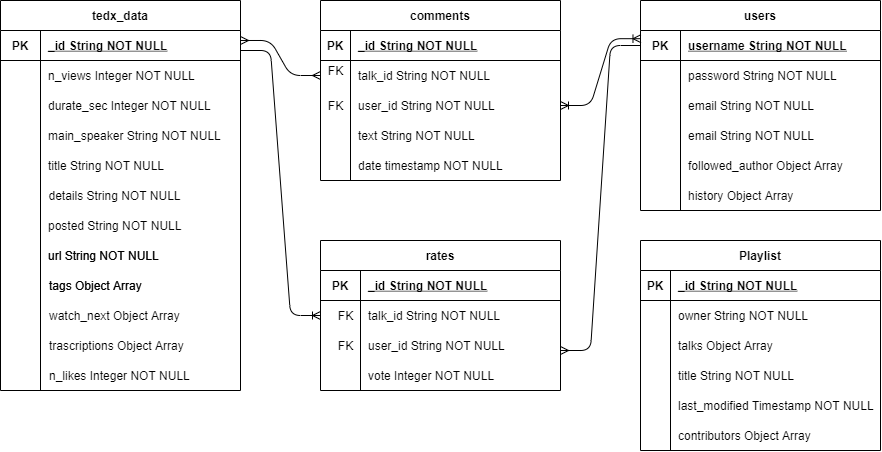 tedx_data
PK _id String NOT NULL
n_views Integer NOT NULL
durate_sec Integer NOT NULL
main_speaker String NOT NULL
title String NOT NULL
details String NOT NULL
posted String NOT NULL
url String NOT NULL
tags Object Array
watch_next Object Array
trascriptions Object Array
n_likes Integer NOT NULL
comments
PK _id String NOT NULL
FK talk_id String NOT NULL
FK user_id String NOT NULL
text String NOT NULL
date timestamp NOT NULL
users
PK username String NOT NULL
password String NOT NULL
email String NOT NULL
email String NOT NULL
followed_author Object Array
history Object Array
rates
PK _id String NOT NULL
FK talk_id String NOT NULL
FK user_id String NOT NULL
vote Integer NOT NULL
Playlist
PK _id String NOT NULL
owner String NOT NULL
talks Object Array
title String NOT NULL
last_modified Timestamp NOT NULL
contributors Object Array